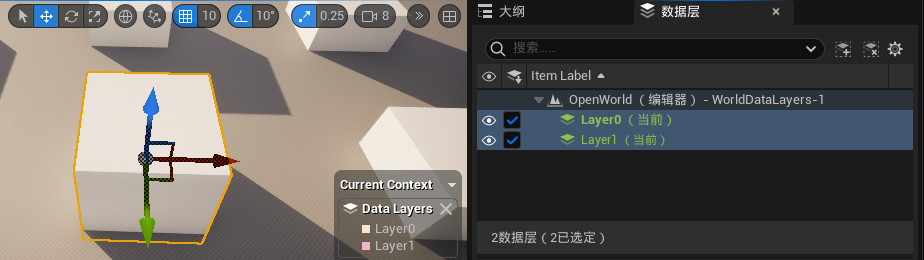 10
10°
0.25
8
Current Context
Data Layers
Layer0
Layer1
大纲
数据层
搜索……
Item Label
OpenWorld（编辑器）- WorldDataLayers-1
Layer0（当前）
Layer1（当前）
2数据层（2已选定）